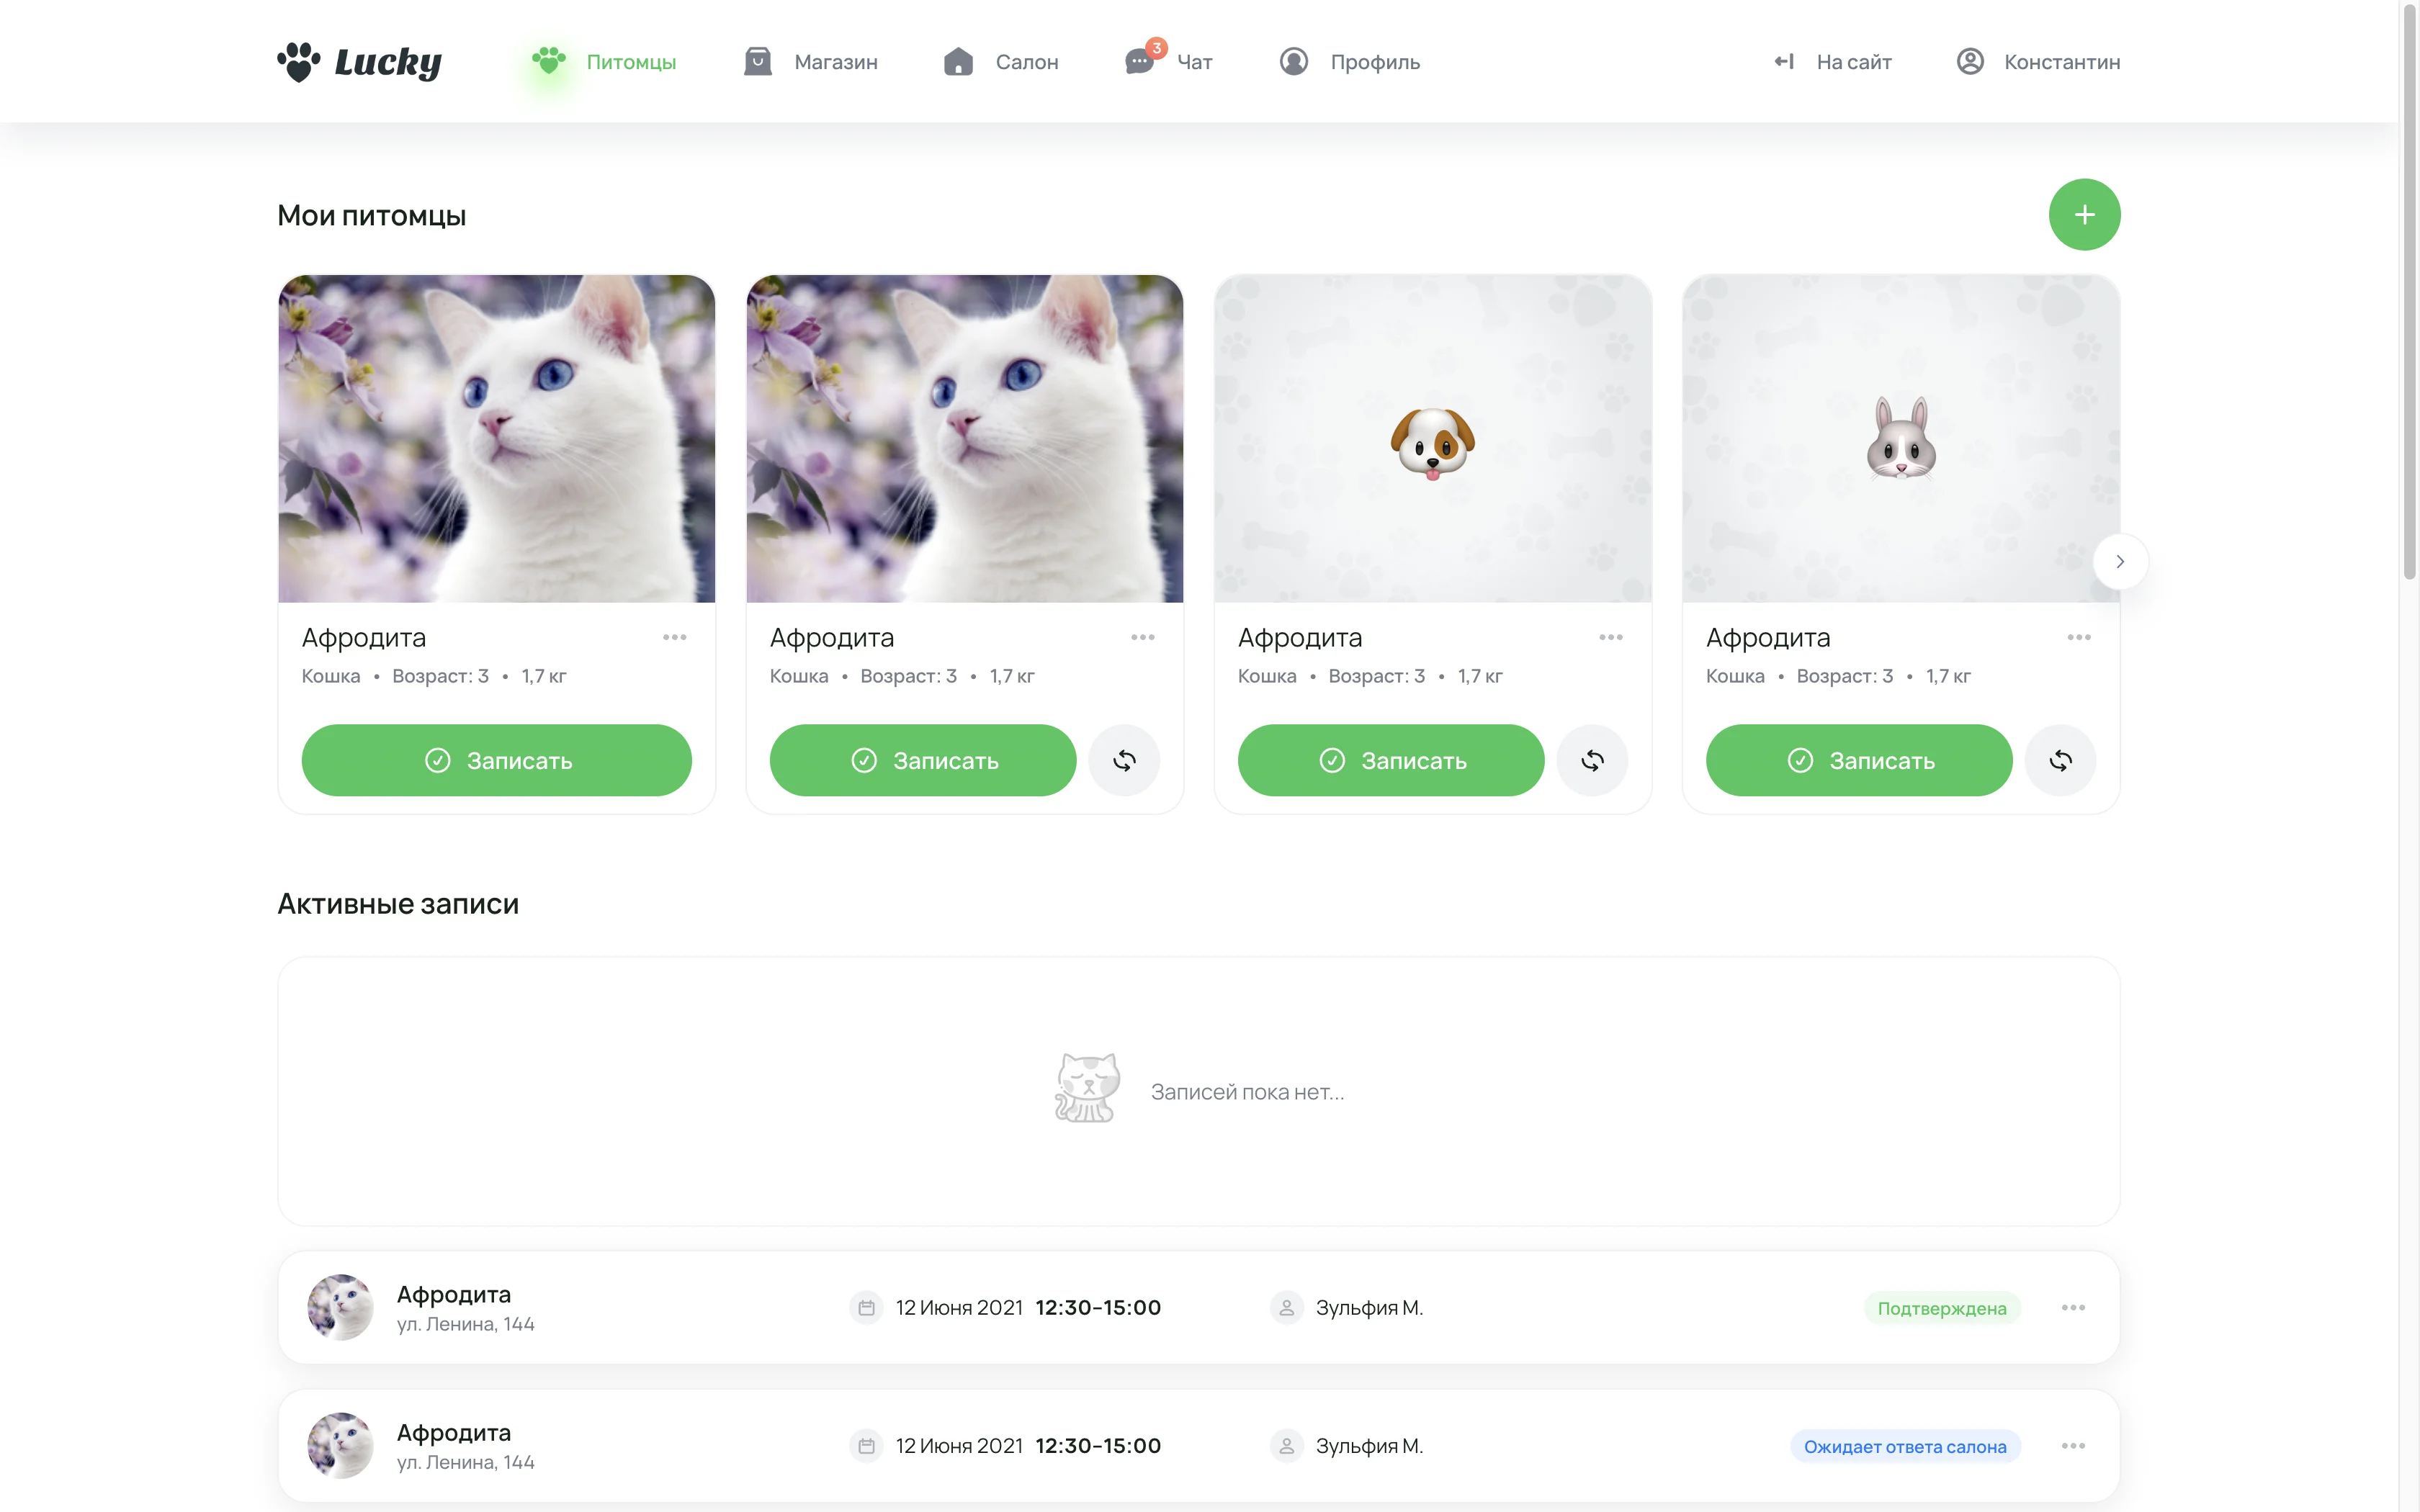 Lucky Питомцы Магазин Салон 3 Чат Профиль На сайт Константин
Мои питомцы
Афродита
Кошка • Возраст: 3 • 1,7 кг
Записать
Афродита
Кошка • Возраст: 3 • 1,7 кг
Записать
Афродита
Кошка • Возраст: 3 • 1,7 кг
Записать
Афродита
Кошка • Возраст: 3 • 1,7 кг
Записать
Активные записи
Записей пока нет...
Афродита
ул. Ленина, 144
12 Июня 2021 12:30-15:00
Зульфия М.
Подтверждена
Афродита
ул. Ленина, 144
12 Июня 2021 12:30-15:00
Зульфия М.
Ожидает ответа салона